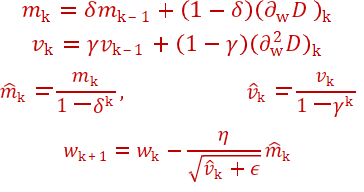 m_k = δm_{k−1} + (1 − δ)(∂_w D )_k
v_k = γv_{k−1} + (1 − γ)(∂_w^2 D)_k
m̂_k = m_k / (1 − δ^k) , v̂_k = v_k / (1 − γ^k)
w_{k+1} = w_k − η / √(v̂_k + ϵ) m̂_k